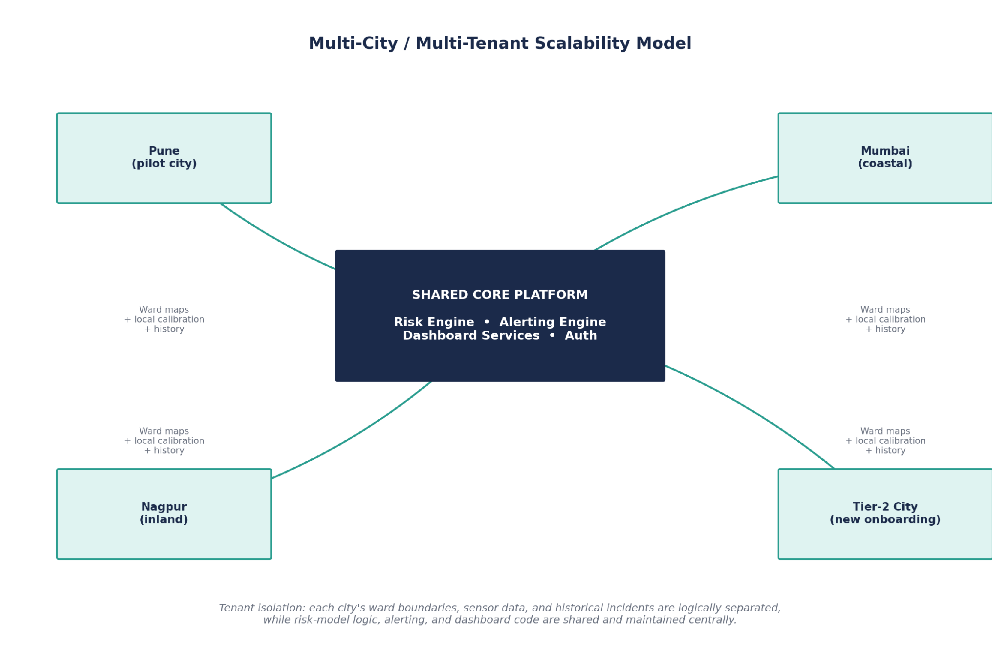 Multi-City / Multi-Tenant Scalability Model
Pune
(pilot city)
Mumbai
(coastal)
SHARED CORE PLATFORM
Risk Engine • Alerting Engine
Dashboard Services • Auth
Ward maps
+ local calibration
+ history
Ward maps
+ local calibration
+ history
Ward maps
+ local calibration
+ history
Ward maps
+ local calibration
+ history
Nagpur
(inland)
Tier-2 City
(new onboarding)
Tenant isolation: each city's ward boundaries, sensor data, and historical incidents are logically separated,
while risk-model logic, alerting, and dashboard code are shared and maintained centrally.